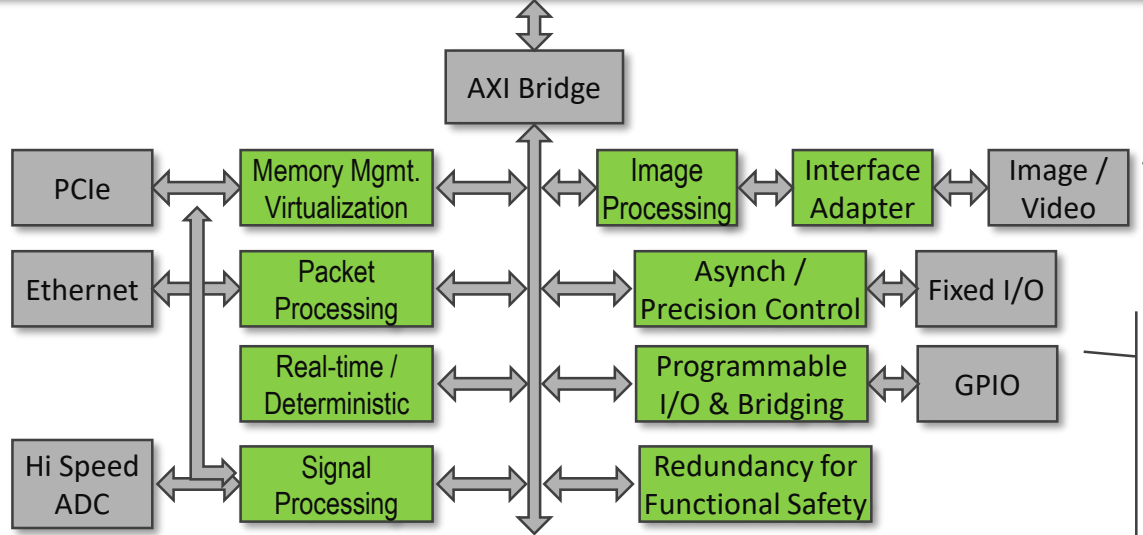 AXI Bridge
PCIe
Memory Mgmt.
Virtualization
Image
Processing
Interface
Adapter
Image /
Video
Ethernet
Packet
Processing
Asynch /
Precision Control
Fixed I/O
Real-time /
Deterministic
Programmable
I/O & Bridging
GPIO
Hi Speed
ADC
Signal
Processing
Redundancy for
Functional Safety